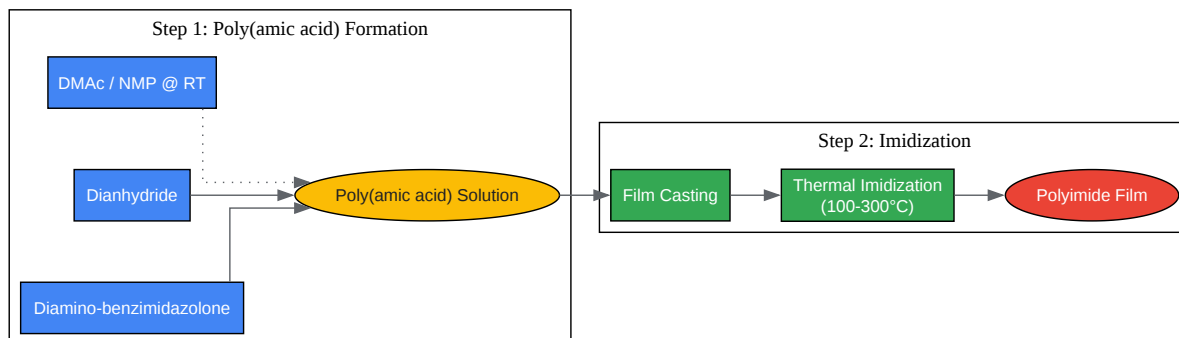 Step 1: Poly(amic acid) Formation
DMAc / NMP @ RT
Dianhydride
Poly(amic acid) Solution
Diamino-benzimidazolone
Step 2: Imidization
Film Casting
Thermal Imidization
(100-300°C)
Polyimide Film